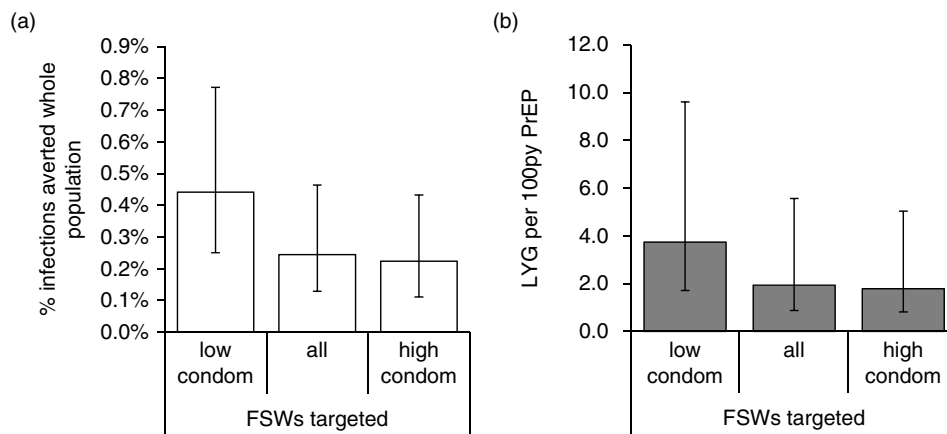 (a)
% infections averted whole
population
0.9%
0.8%
0.7%
0.6%
0.5%
0.4%
0.3%
0.2%
0.1%
0.0%
low
condom
all
high
condom
FSWs targeted
(b)
LYG per 100py PrEP
12.0
10.0
8.0
6.0
4.0
2.0
0.0
low
condom
all
high
condom
FSWs targeted